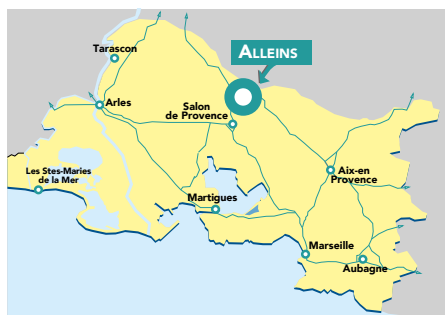 Tarascon
ALLEINS
Arles
Salon
de Provence
Les Stes-Maries
de la Mer
Aix-en
Provence
Martigues
Marseille
Aubagne